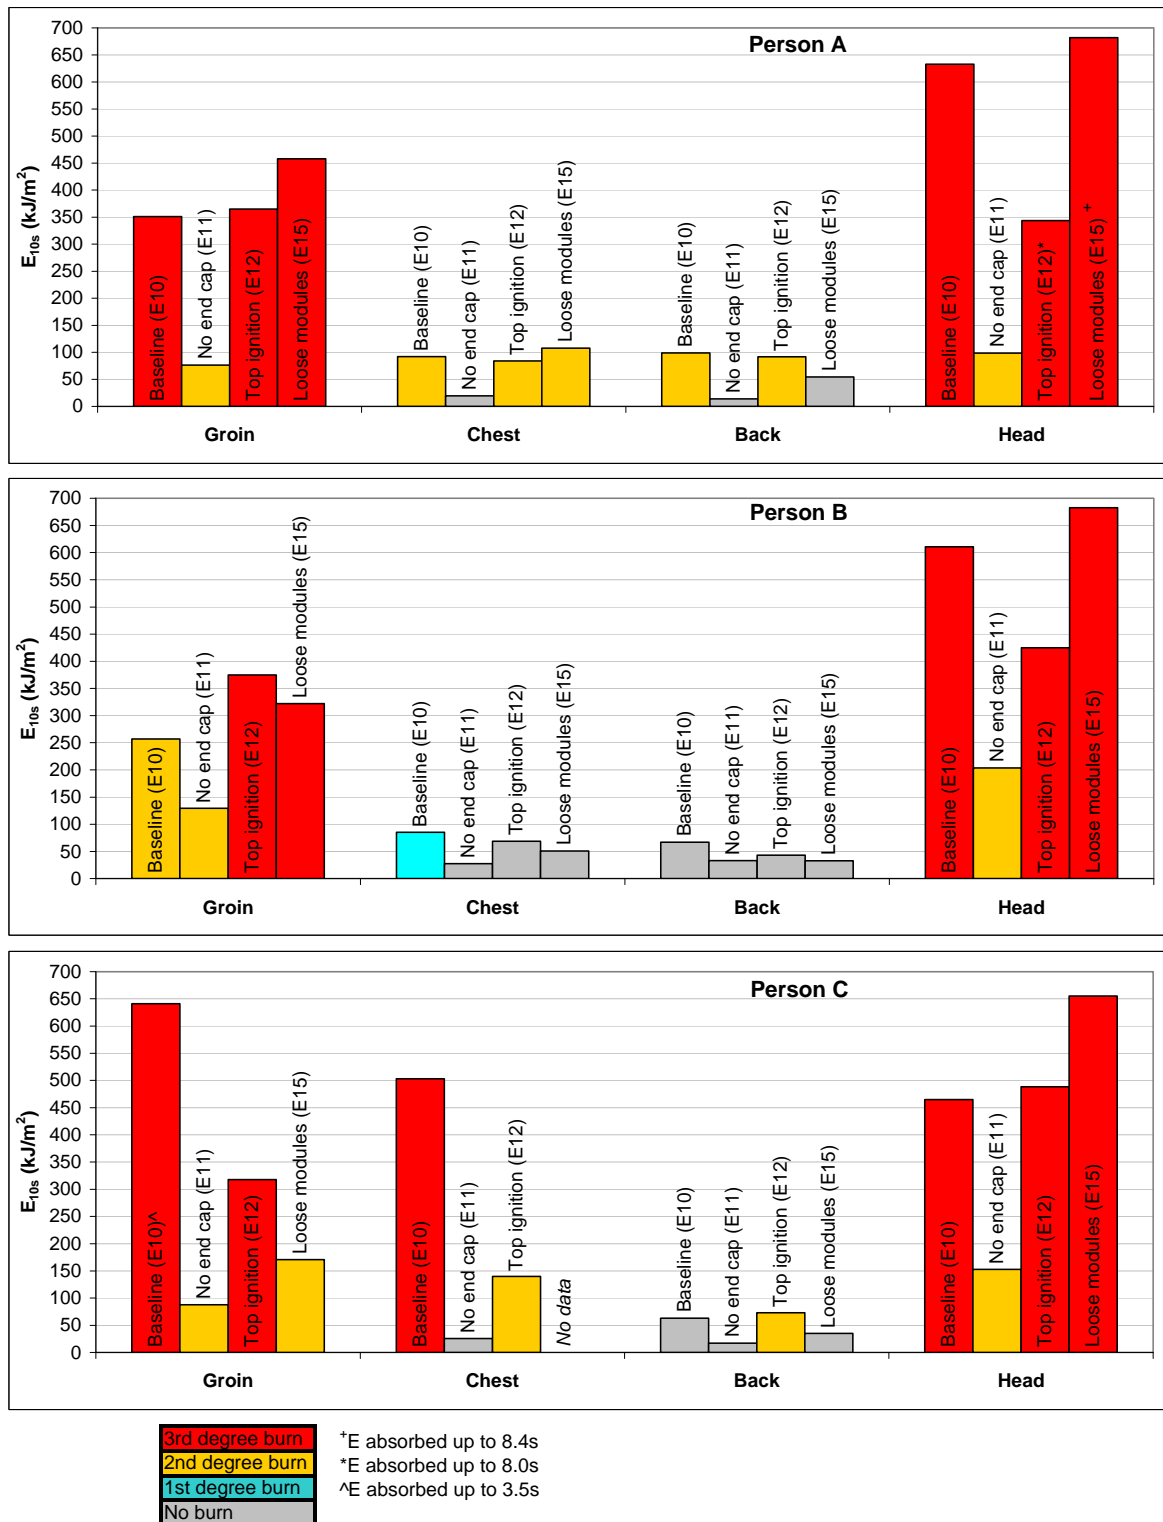 Person A
E10s (kJ/m2)
700
650
600
550
500
450
400
350
300
250
200
150
100
50
0
Baseline (E10)
No end cap (E11)
Top ignition (E12)
Loose modules (E15)
Baseline (E10)
No end cap (E11)
Top ignition (E12)
Loose modules (E15)
Baseline (E10)
No end cap (E11)
Top ignition (E12)
Loose modules (E15)
Baseline (E10)
No end cap (E11)
Top ignition (E12)*
Loose modules (E15) +
Groin Chest Back Head
Person B
E10s (kJ/m2)
700
650
600
550
500
450
400
350
300
250
200
150
100
50
0
Baseline (E10)
No end cap (E11)
Top ignition (E12)
Loose modules (E15)
Baseline (E10)
No end cap (E11)
Top ignition (E12)
Loose modules (E15)
Baseline (E10)
No end cap (E11)
Top ignition (E12)
Loose modules (E15)
Baseline (E10)
No end cap (E11)
Top ignition (E12)
Loose modules (E15)
Groin Chest Back Head
Person C
E10s (kJ/m2)
700
650
600
550
500
450
400
350
300
250
200
150
100
50
0
Baseline (E10)^
No end cap (E11)
Top ignition (E12)
Loose modules (E15)
Baseline (E10)
No end cap (E11)
Top ignition (E12)
No data
Baseline (E10)
No end cap (E11)
Top ignition (E12)
Loose modules (E15)
Baseline (E10)
No end cap (E11)
Top ignition (E12)
Loose modules (E15)
Groin Chest Back Head
3rd degree burn
2nd degree burn
1st degree burn
No burn
+E absorbed up to 8.4s
*E absorbed up to 8.0s
^E absorbed up to 3.5s